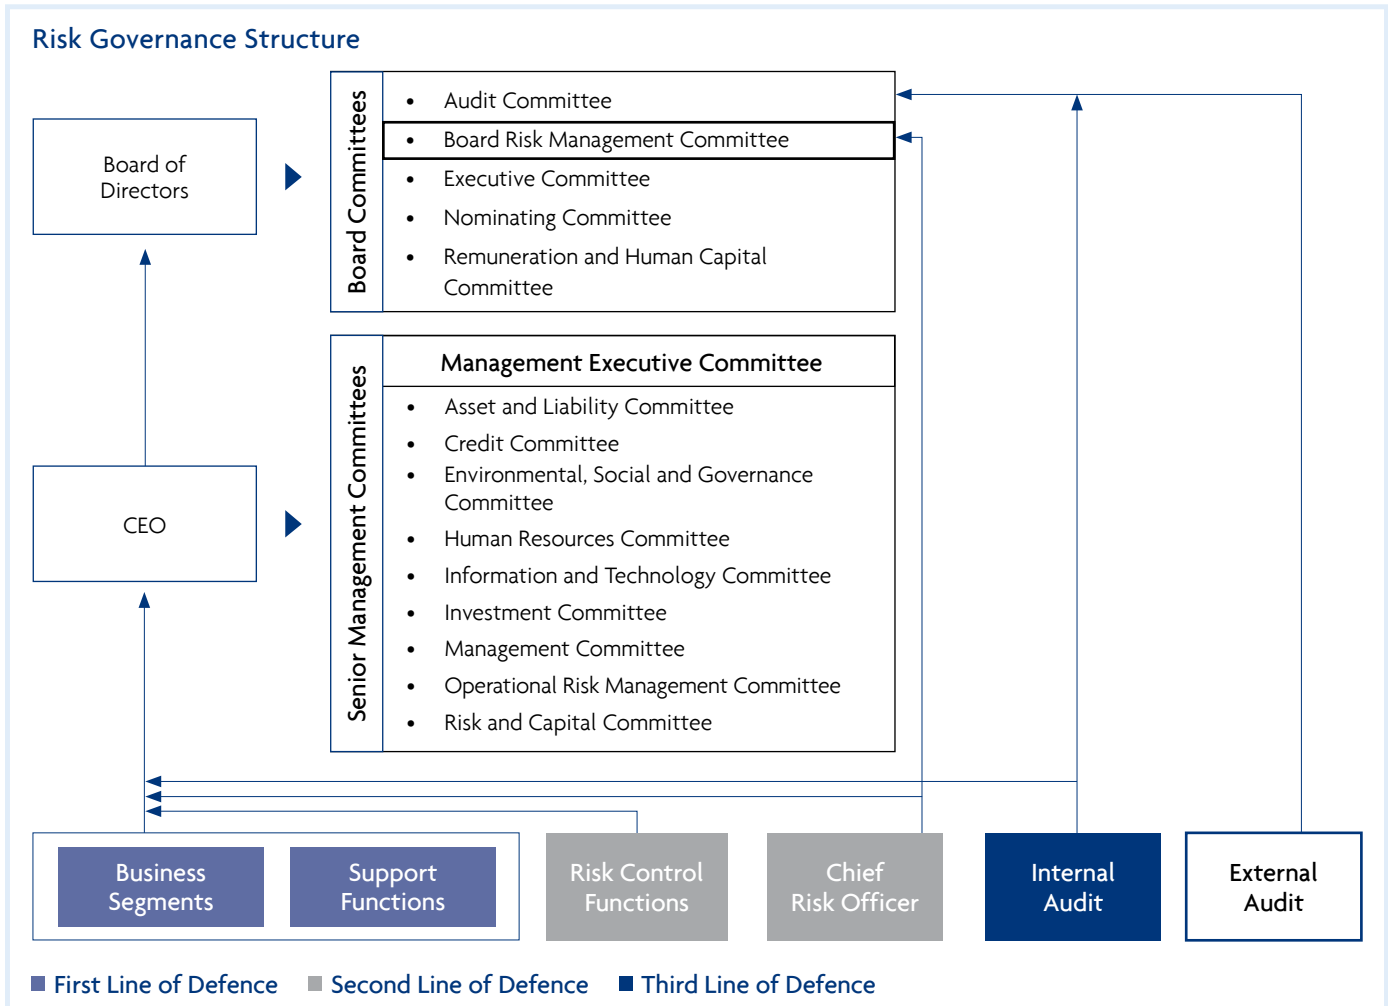 Risk Governance Structure
Board of
Directors
Board Committees
• Audit Committee
• Board Risk Management Committee
• Executive Committee
• Nominating Committee
• Remuneration and Human Capital
Committee
CEO
Senior Management Committees
Management Executive Committee
• Asset and Liability Committee
• Credit Committee
• Environmental, Social and Governance
Committee
• Human Resources Committee
• Information and Technology Committee
• Investment Committee
• Management Committee
• Operational Risk Management Committee
• Risk and Capital Committee
Business
Segments
Support
Functions
Risk Control
Functions
Chief
Risk Officer
Internal
Audit
External
Audit
First Line of Defence
Second Line of Defence
Third Line of Defence